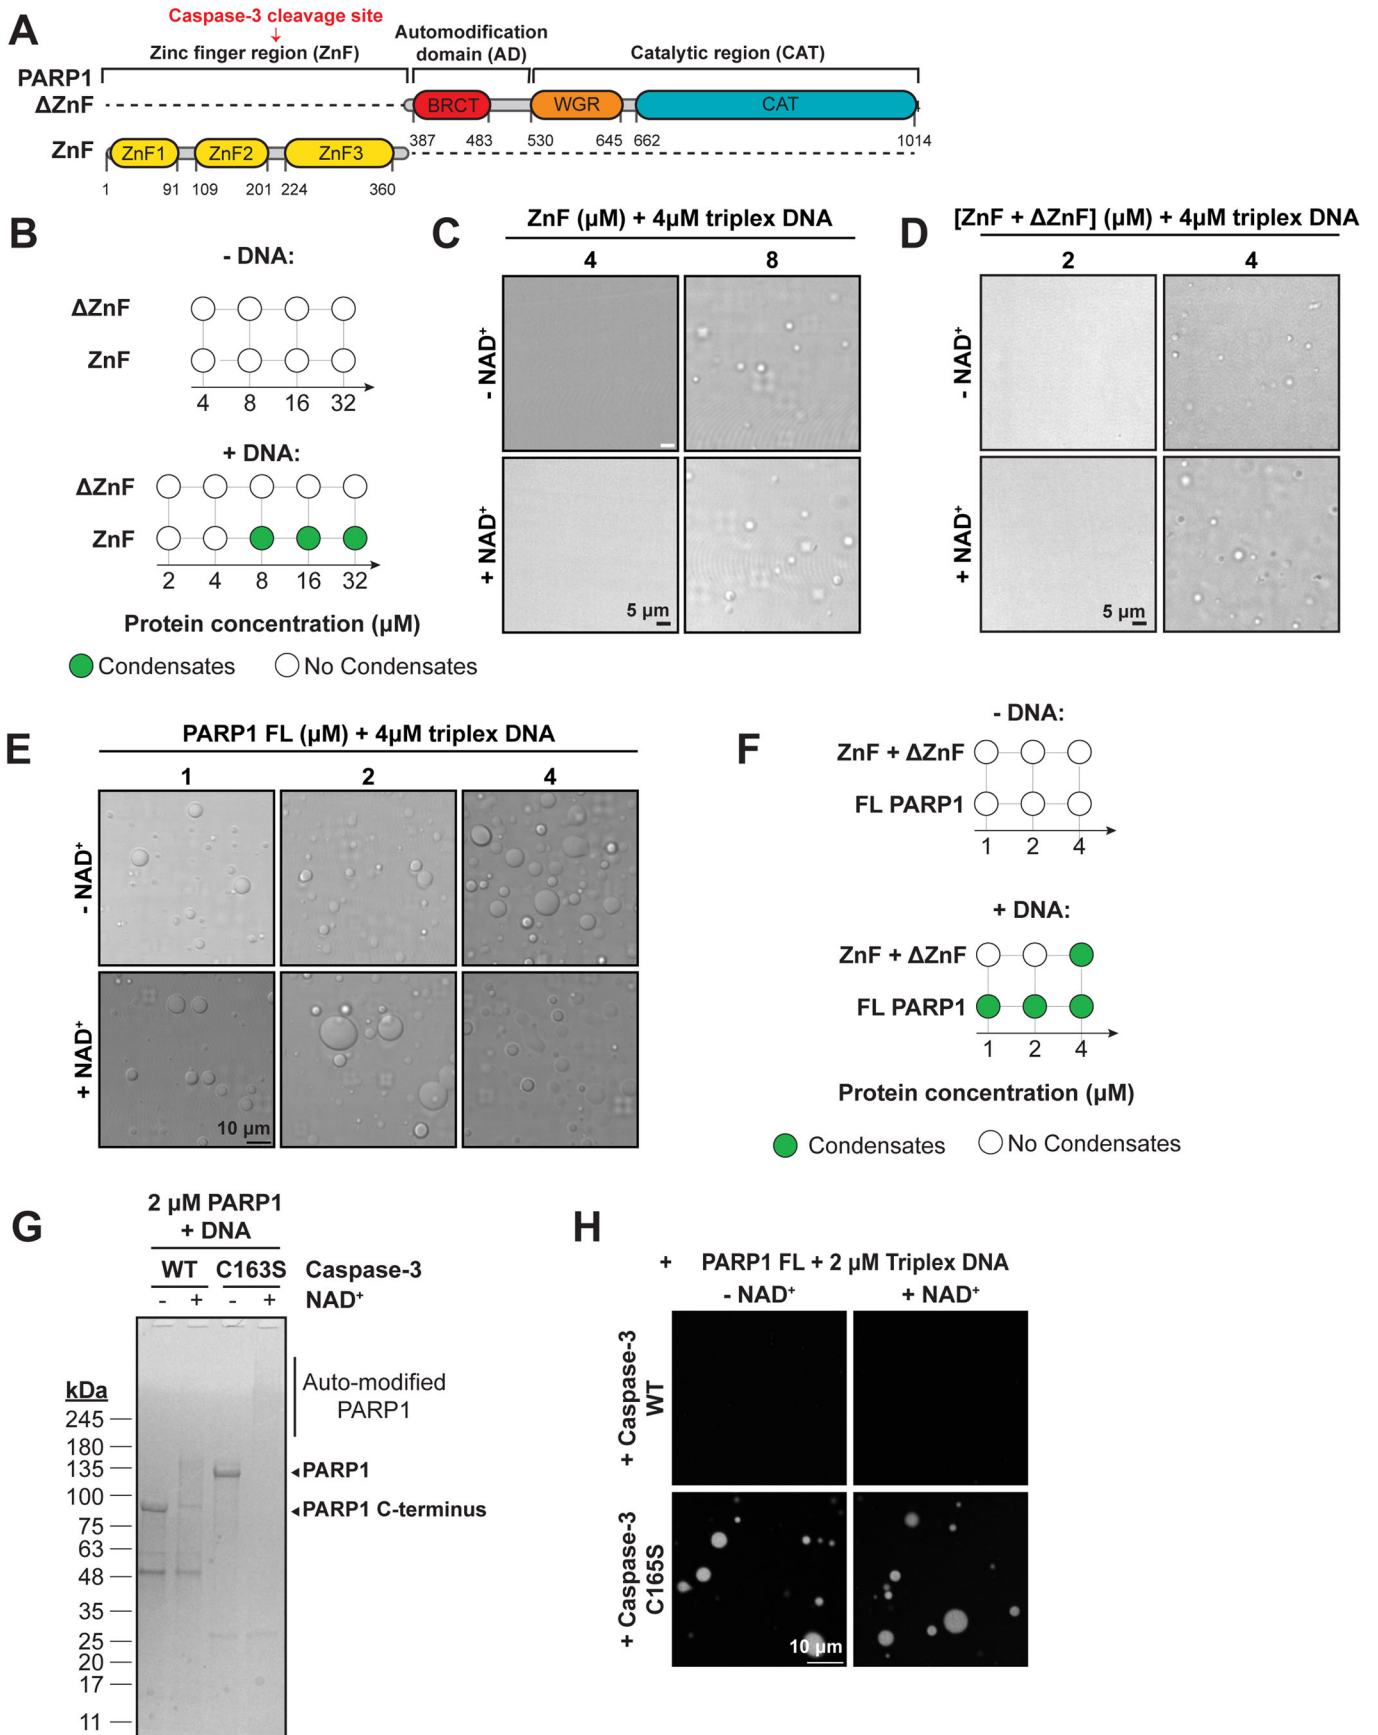 A
Caspase-3 cleavage site
↓
Zinc finger region (ZnF)
Automodification
domain (AD)
Catalytic region (CAT)
PARP1
ΔZnF
BRCT
WGR
CAT
387 483 530 645 662 1014
ZnF
ZnF1
ZnF2
ZnF3
1 91 109 201 224 360
B
- DNA:
ΔZnF
ZnF
4 8 16 32
+ DNA:
ΔZnF
ZnF
2 4 8 16 32
Protein concentration (µM)
Condensates
No Condensates
C
ZnF (µM) + 4µM triplex DNA
4 8
- NAD+
+ NAD+
5 µm
D
[ZnF + ΔZnF] (µM) + 4µM triplex DNA
2 4
- NAD+
+ NAD+
5 µm
E
PARP1 FL (µM) + 4µM triplex DNA
1 2 4
- NAD+
+ NAD+
10 µm
F
- DNA:
ZnF + ΔZnF
FL PARP1
1 2 4
+ DNA:
ZnF + ΔZnF
FL PARP1
1 2 4
Protein concentration (µM)
Condensates
No Condensates
G
2 µM PARP1
+ DNA
WT C163S Caspase-3
- + - + NAD+
kDa
245
180
135
100
75
63
48
35
25
20
17
11
Auto-modified
PARP1
PARP1
PARP1 C-terminus
H
+ PARP1 FL + 2 µM Triplex DNA
- NAD+ + NAD+
+ Caspase-3
WT
+ Caspase-3
C165S
10 µm